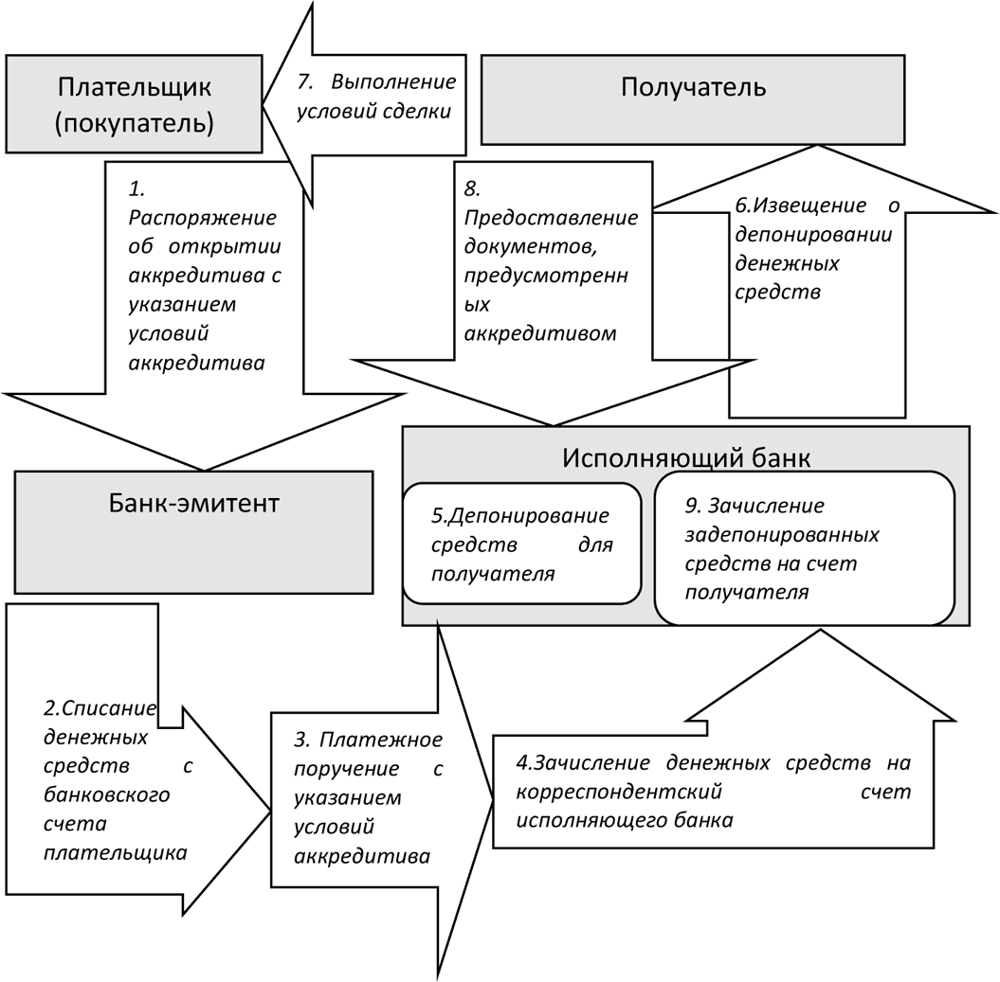 Плательщик
(покупатель)
7. Выполнение
условий сделки
Получатель
1.
Распоряжение
об открытии
аккредитива с
указанием
условий
аккредитива
8.
Предоставление
документов,
предусмотренн
ых
аккредитивом
6.Извещение о
депонировании
денежных
средств
Банк-эмитент
Исполняющий банк
5.Депонирование
средств для
получателя
9. Зачисление
задепонированных
средств на счет
получателя
2.Списание
денежных
средств с
банковского
счета
плательщика
3. Платежное
поручение с
указанием
условий
аккредитива
4.Зачисление денежных средств на
корреспондентский счет
исполняющего банка